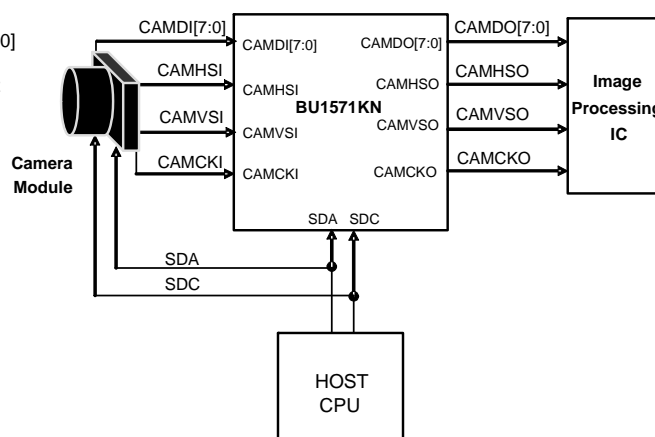 0]
CAMDI[7:0]
CAMHSI
CAMVSI
CAMCKI
Camera
Module
CAMDI[7:0]
CAMHSI
CAMVSI
CAMCKI
BU1571KN
CAMDO[7:0]
CAMHSO
CAMVSO
CAMCKO
SDA SDC
CAMDO[7:0]
CAMHSO
CAMVSO
CAMCKO
Image
Processing
IC
SDA
SDC
HOST
CPU